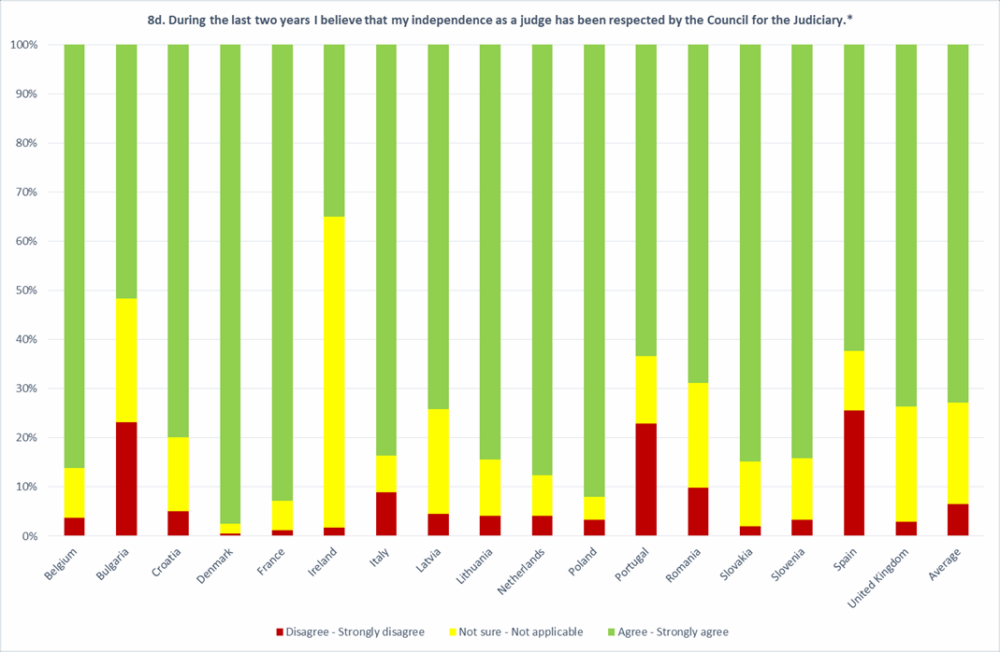 8d. During the last two years I believe that my independence as a judge has been respected by the Council for the Judiciary.*
100%
90%
80%
70%
60%
50%
40%
30%
20%
10%
0%
Belgium
Bulgaria
Croatia
Denmark
France
Ireland
Italy
Latvia
Lithuania
Netherlands
Poland
Portugal
Romania
Slovakia
Slovenia
Spain
United Kingdom
Average
Disagree - Strongly disagree
Not sure - Not applicable
Agree - Strongly agree